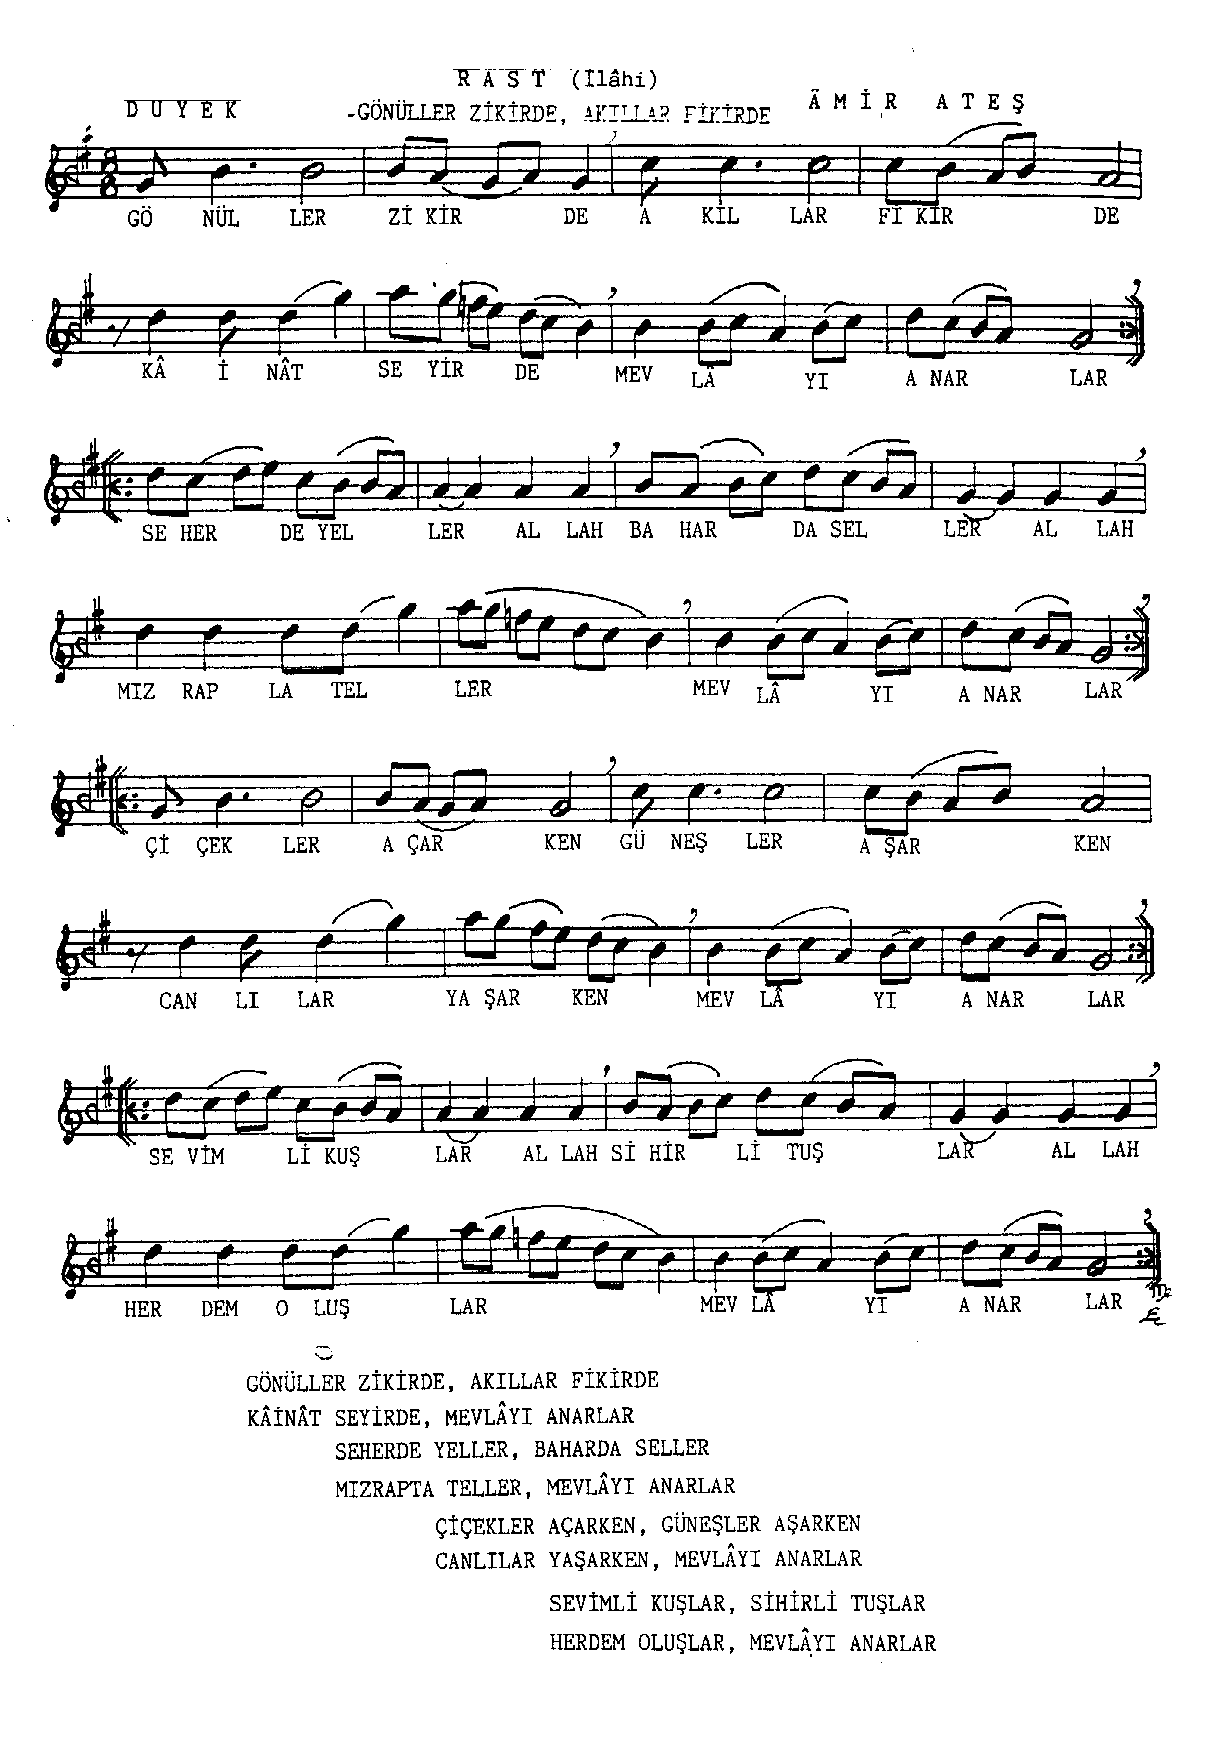 RAST (İlâhi)
DUYEK
-GÖNÜLLER ZİKİRDE, AKILLAR FİKİRDE
ÂMİR ATEŞ
GÖ NÜL LER Zİ KİR DE A KİL LAR Fİ KİR DE
KÂ İ NÂT SE YİR DE MEV LÂ YI A NAR LAR
SE HER DE YEL LER AL LAH BA HAR DA SEL LER AL LAH
MIZ RAP LA TEL LER MEV LÂ YI A NAR LAR
Çİ ÇEK LER A ÇAR KEN GÜ NEŞ LER A ŞAR KEN
CAN LI LAR YA ŞAR KEN MEV LÂ YI A NAR LAR
SE VİM Lİ KUŞ LAR AL LAH Sİ HİR Lİ TUŞ LAR AL LAH
HER DEM O LUŞ LAR MEV LÂ YI A NAR LAR
GÖNÜLLER ZİKİRDE, AKILLAR FİKİRDE
KÂİNÂT SEYİRDE, MEVLÂYI ANARLAR
SEHERDE YELLER, BAHARDA SELLER
MIZRAPTA TELLER, MEVLÂYI ANARLAR
ÇİÇEKLER AÇARKEN, GÜNEŞLER AŞARKEN
CANLILAR YAŞARKEN, MEVLÂYI ANARLAR
SEVİMLİ KUŞLAR, SİHİRLİ TUŞLAR
HERDEM OLUŞLAR, MEVLÂYI ANARLAR